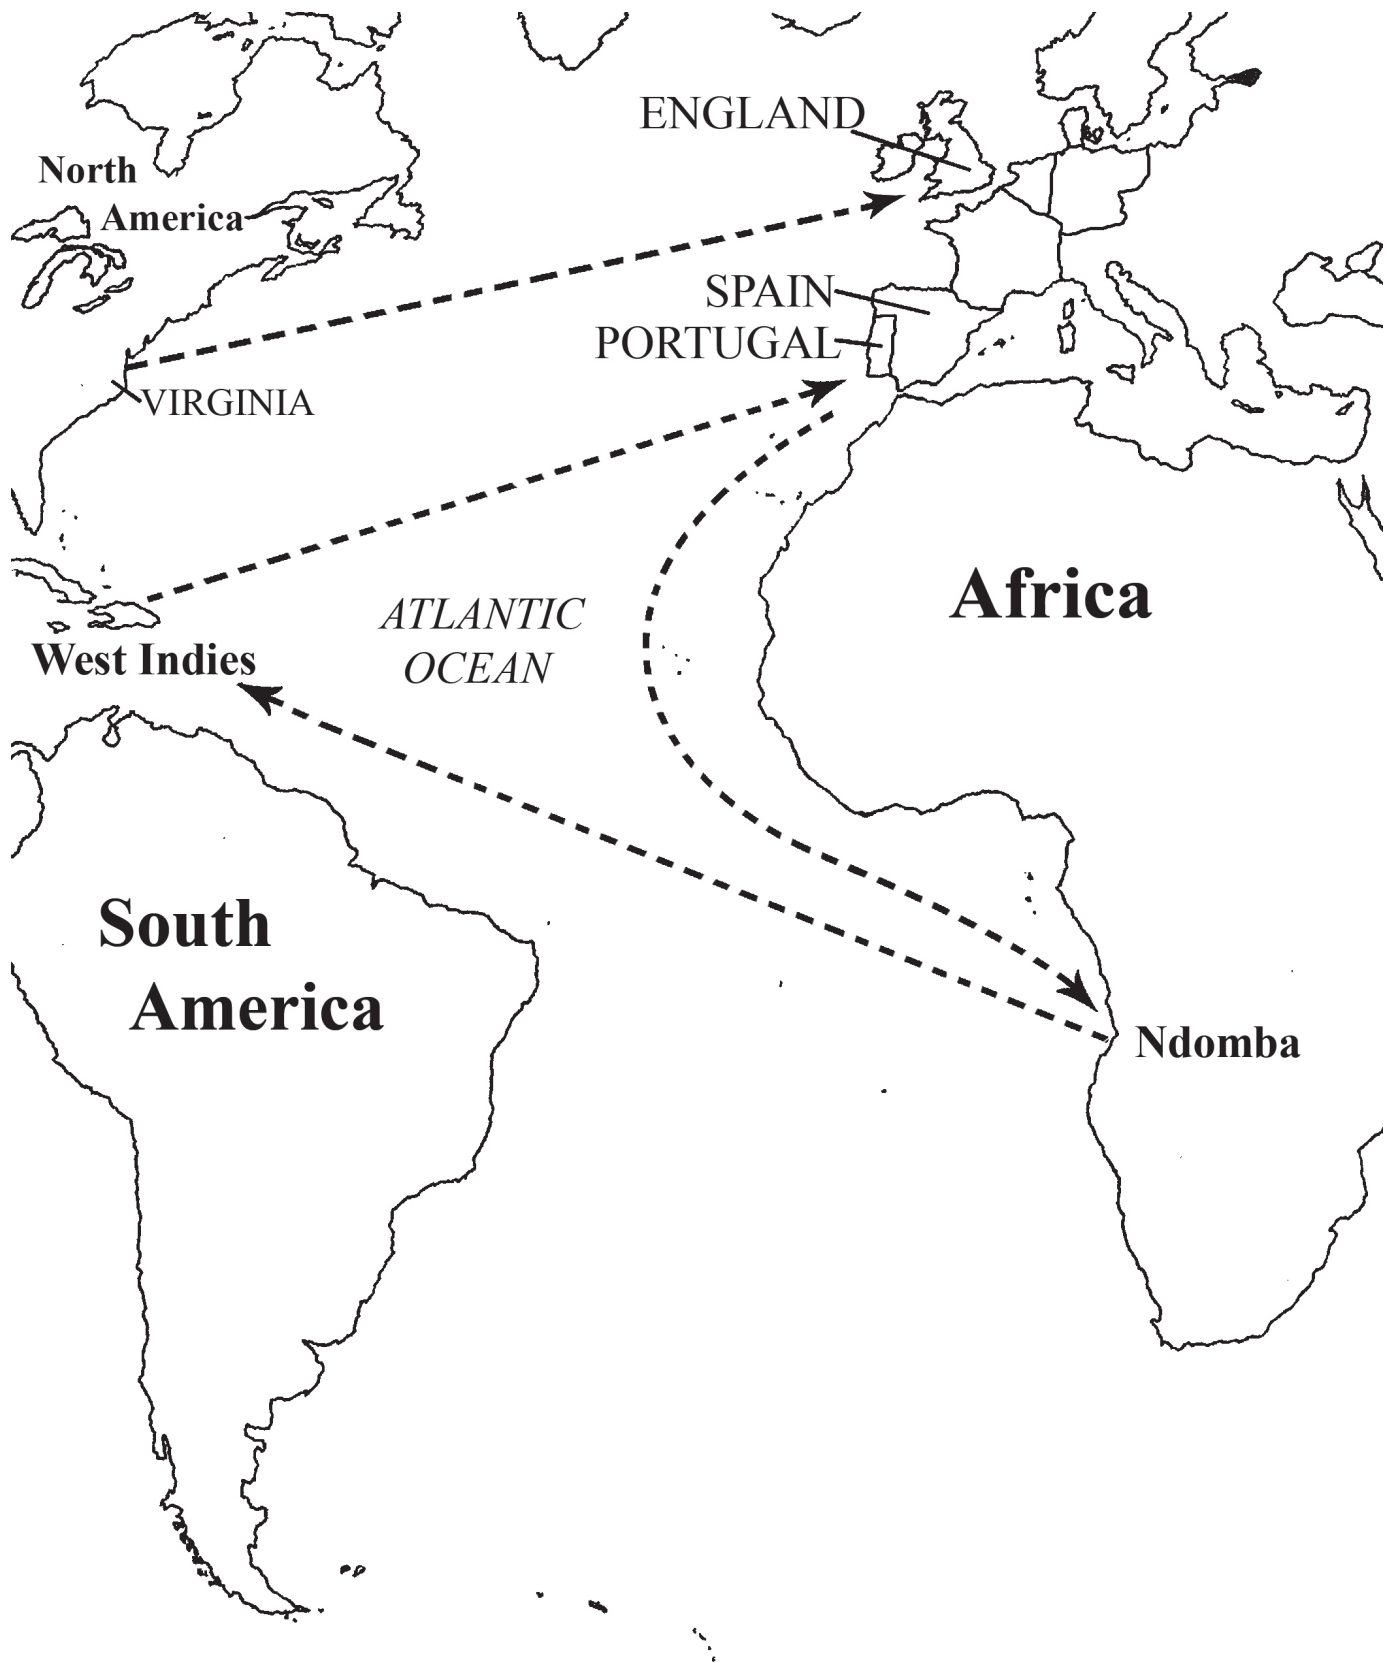 ENGLAND
North
America
SPAIN
PORTUGAL
VIRGINIA
Africa
ATLANTIC
OCEAN
West Indies
South
America
Ndomba